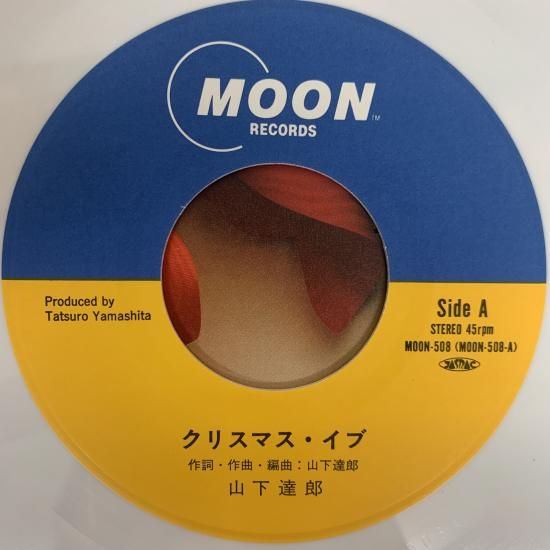 MOON
RECORDS
TM
Produced by
Tatsuro Yamashita
Side A
STEREO 45rpm
MOON-508 (MOON-508-A)
JASRAC
クリスマス・イブ
作詞・作曲・編曲：山下達郎
山下達郎